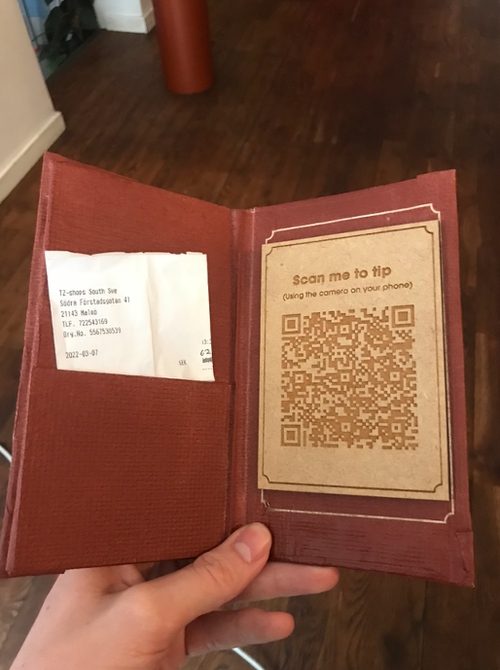 TZ-shops South Swe
Södra Förstadsgatan 41
21143 Malmö
TLF. 722543169
Org.No. 5567530539
2022-03-07
SEK
Scan me to tip
(Using the camera on your phone)